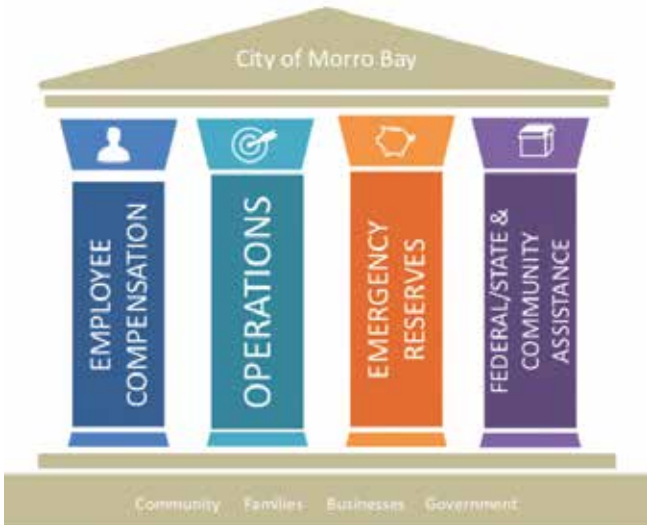 City of Morro Bay
EMPLOYEE
COMPENSATION
OPERATIONS
EMERGENCY
RESERVES
FEDERAL/STATE &
COMMUNITY
ASSISTANCE
Community Families Businesses Government